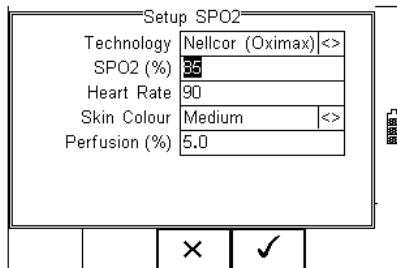 Setup SPO2
Technology Nellcor (Oximax) <>
SPO2 (%) 85
Heart Rate 90
Skin Colour Medium <>
Perfusion (%) 5.0